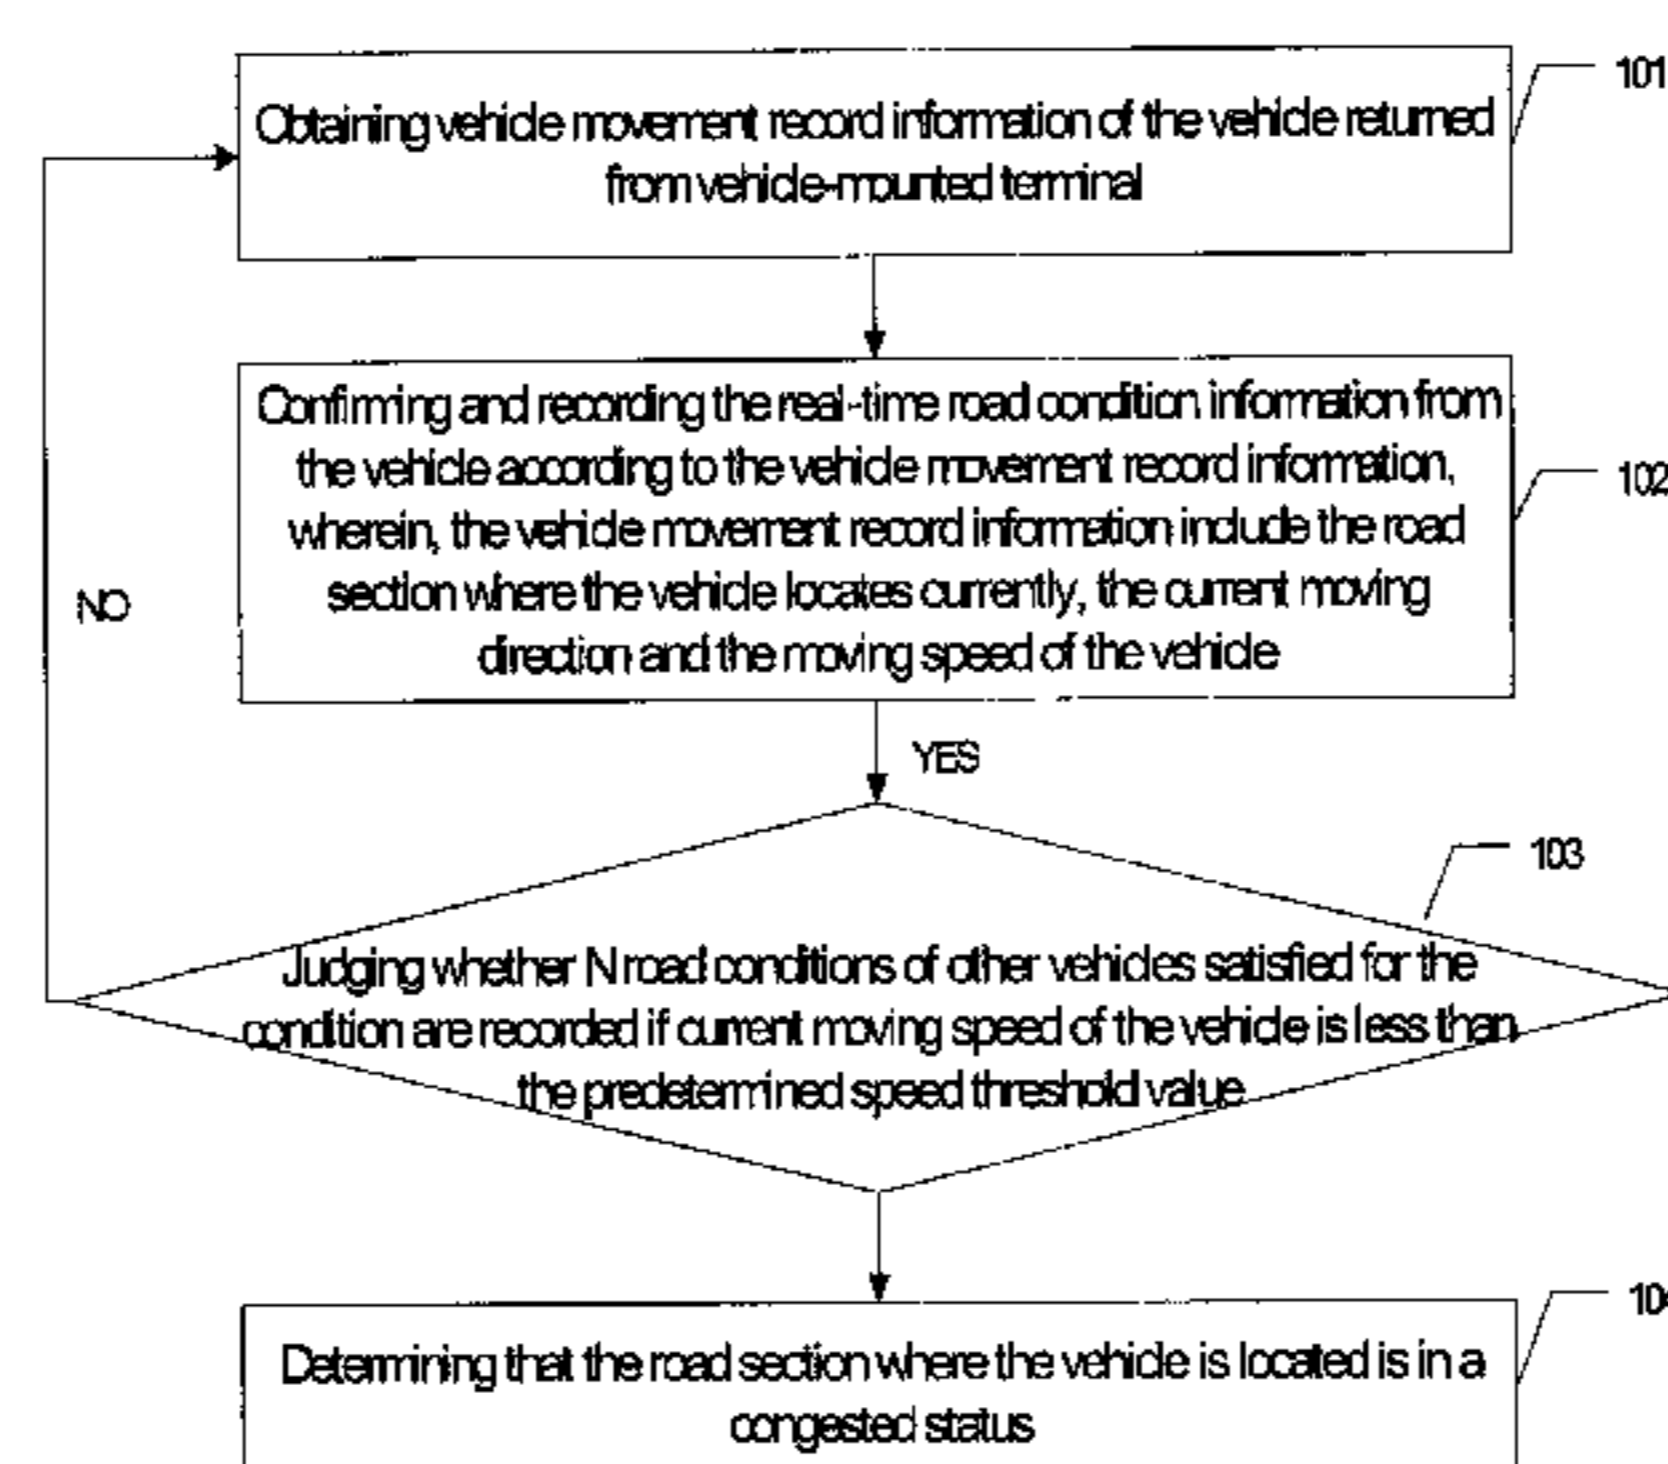 101
Obtaining vehicle movement record information of the vehicle returned
from vehicle-mounted terminal
Confirming and recording the real-time road condition information from
the vehicle according to the vehicle movement record information,
wherein, the vehicle movement record information include the road
section where the vehicle locates currently, the current moving
direction and the moving speed of the vehicle
102
NO
YES
103
Judging whether N road conditions of other vehicles satisfied for the
condition are recorded if current moving speed of the vehicle is less than
the predetermined speed threshold value
Determining that the road section where the vehicle is located is in a
congested status